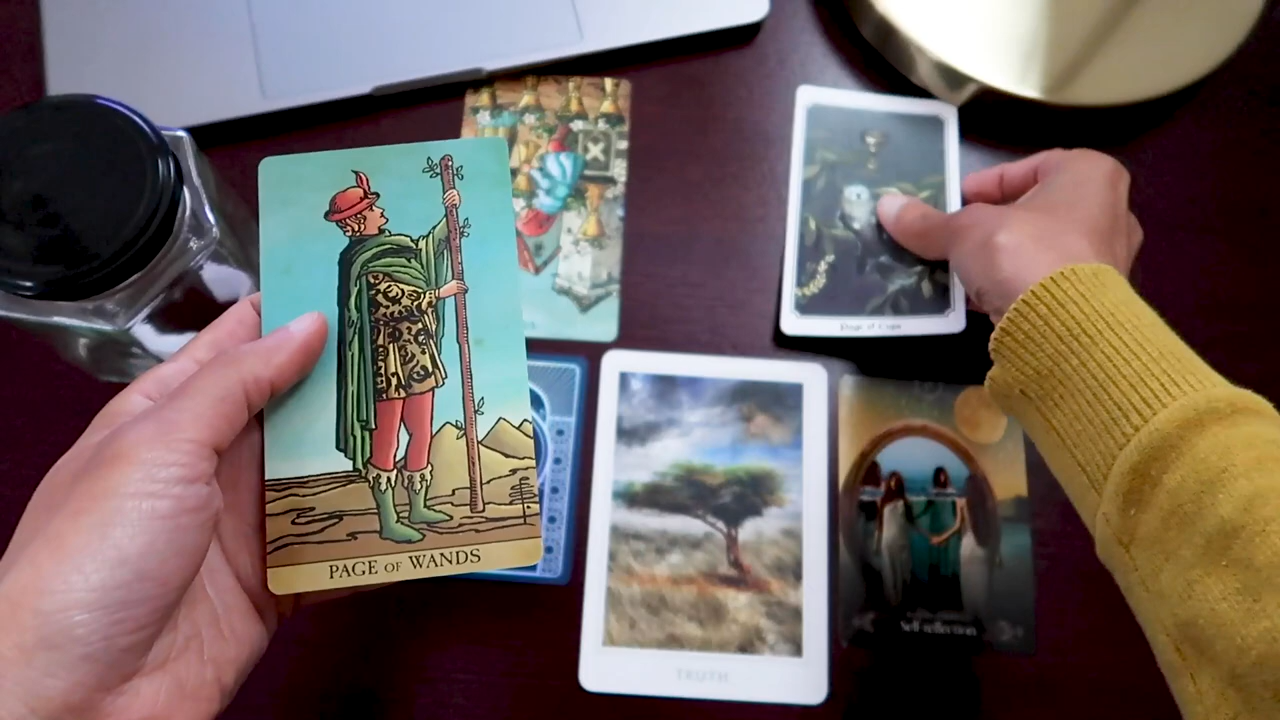 Page of Cups
PAGE OF WANDS
Self-reflection
TRUTH